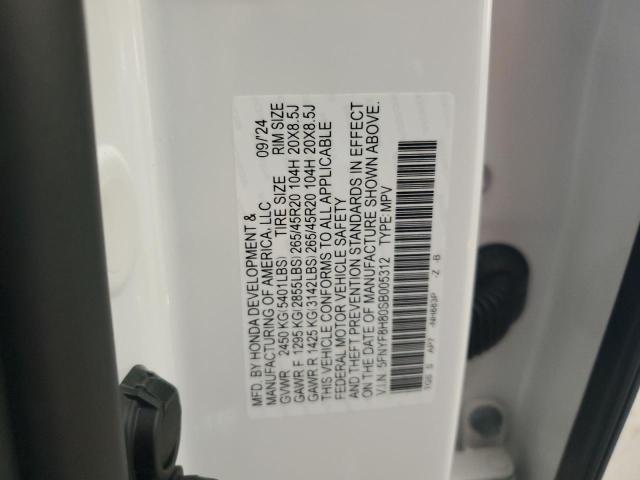 MFD. BY HONDA DEVELOPMENT &
MANUFACTURING OF AMERICA, LLC 09/'24
GVWR 2450 KG(5401LBS) TIRE SIZE RIM SIZE
GAWR F 1295 KG(2855LBS) 265/45R20 104H 20X8.5J
GAWR R 1425 KG(3142LBS) 265/45R20 104H 20X8.5J
THIS VEHICLE CONFORMS TO ALL APPLICABLE
FEDERAL MOTOR VEHICLE SAFETY
AND THEFT PREVENTION STANDARDS IN EFFECT
ON THE DATE OF MANUFACTURE SHOWN ABOVE.
V.I.N. 5FNYF8H80SB005312 TYPE: MPV
TGS S AP7 -NH883P -Z -B